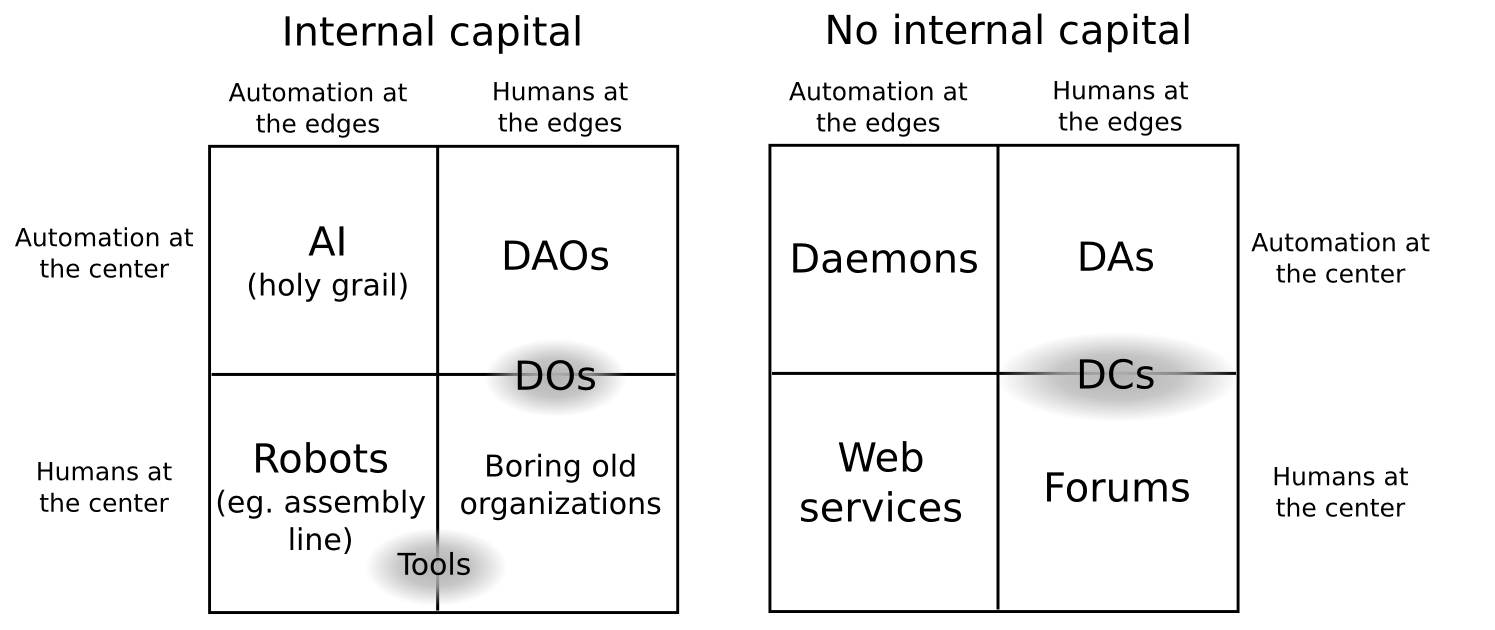 Internal capital
No internal capital
Automation at
the edges
Humans at
the edges
Automation at
the edges
Humans at
the edges
Automation at
the center
AI
(holy grail)
DAOs
Daemons
DAs
Automation at
the center
DOs
DCs
Humans at
the center
Robots
(eg. assembly
line)
Boring old
organizations
Tools
Web
services
Forums
Humans at
the center